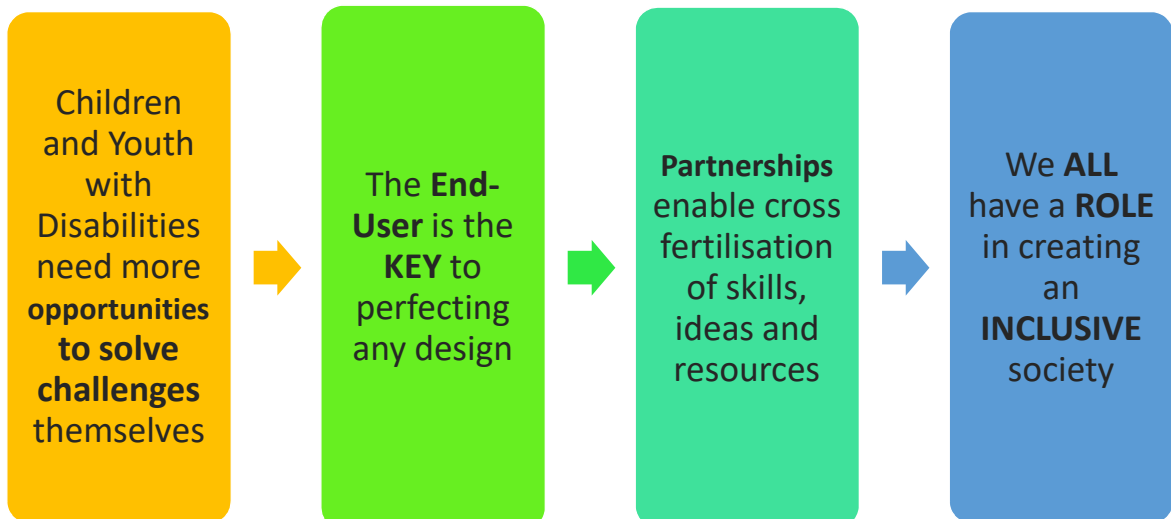 Children
and Youth
with
Disabilities
need more
opportunities
to solve
challenges
themselves
The End-
User is the
KEY to
perfecting
any design
Partnerships
enable cross
fertilisation
of skills,
ideas and
resources
We ALL
have a ROLE
in creating
an
INCLUSIVE
society